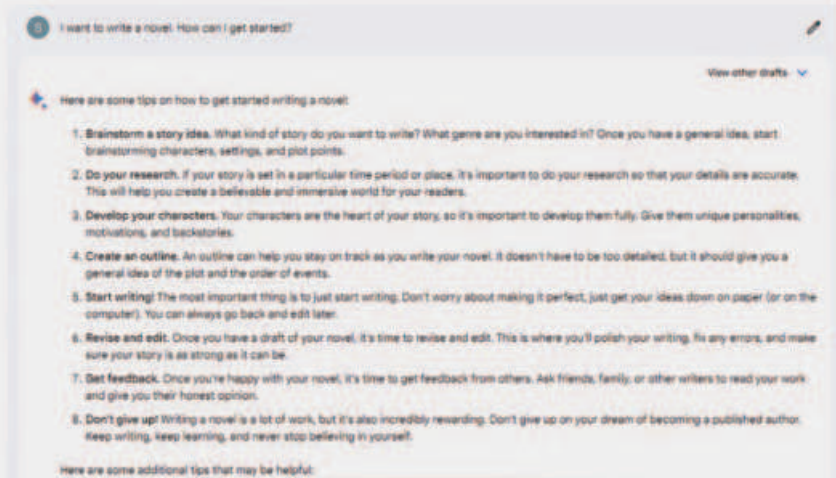 S
I want to write a novel. How can I get started?
View other drafts
Here are some tips on how to get started writing a novel:
1. Brainstorm a story idea. What kind of story do you want to write? What genre are you interested in? Once you have a general idea, start
brainstorming characters, settings, and plot points.
2. Do your research. If your story is set in a particular time period or place, it's important to do your research so that your details are accurate.
This will help you create a believable and immersive world for your readers.
3. Develop your characters. Your characters are the heart of your story, so it's important to develop them fully. Give them unique personalities,
motivations, and backstories.
4. Create an outline. An outline can help you stay on track as you write your novel. It doesn't have to be too detailed, but it should give you a
general idea of the plot and the order of events.
5. Start writing! The most important thing is to just start writing. Don't worry about making it perfect, just get your ideas down on paper (or on the
computer). You can always go back and edit later.
6. Revise and edit. Once you have a draft of your novel, it's time to revise and edit. This is where you'll polish your writing, fix any errors, and make
sure your story is as strong as it can be.
7. Get feedback. Once you're happy with your novel, it's time to get feedback from others. Ask friends, family, or other writers to read your work
and give you their honest opinion.
8. Don't give up! Writing a novel is a lot of work, but it's also incredibly rewarding. Don't give up on your dream of becoming a published author.
Keep writing, keep learning, and never stop believing in yourself.
Here are some additional tips that may be helpful: